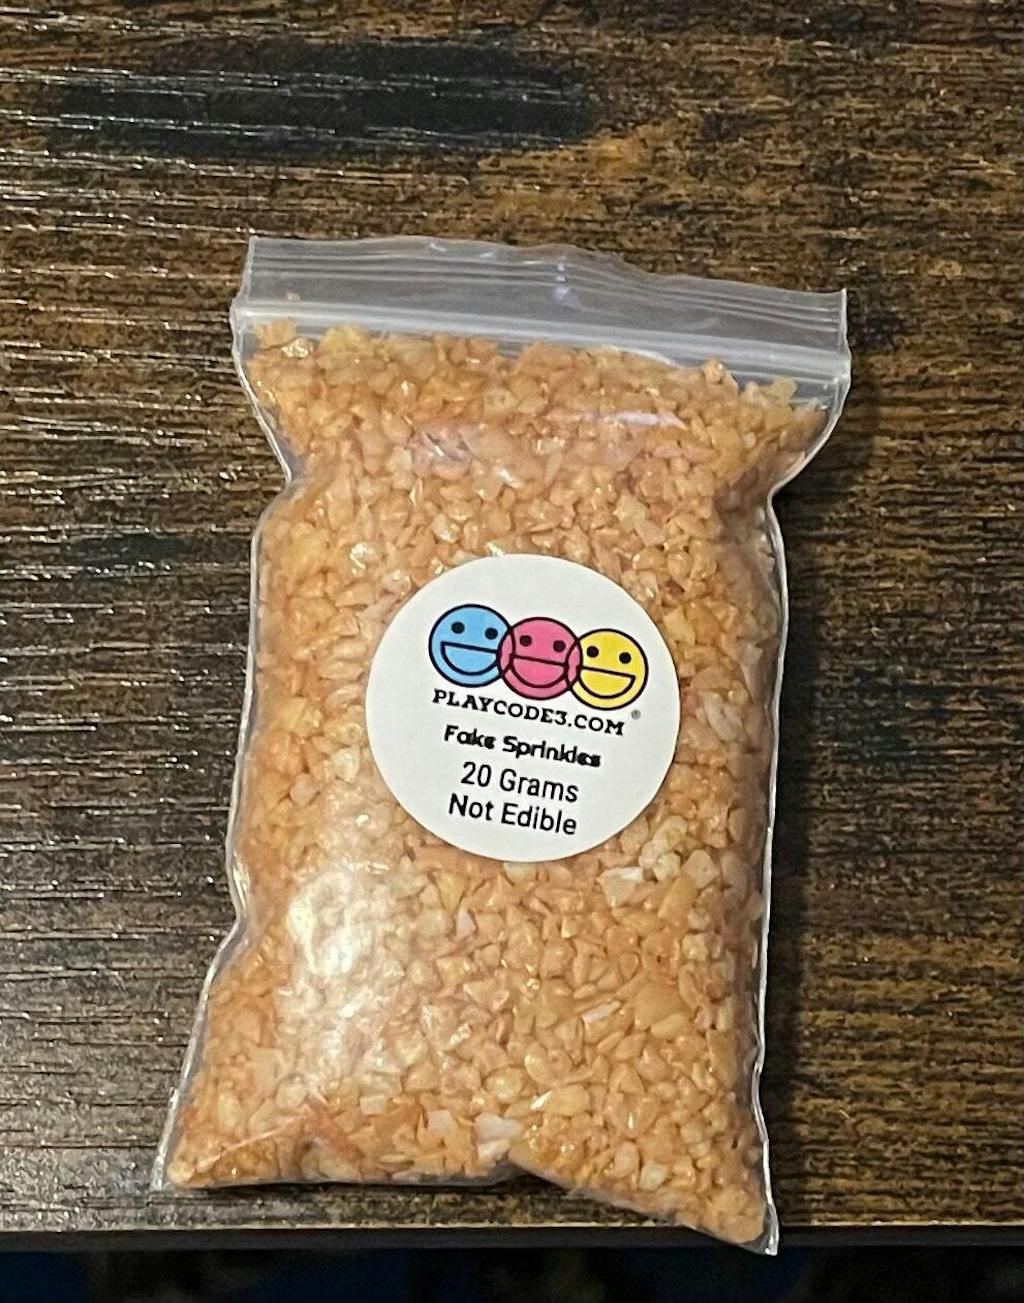 PLAYCODE3.COM®
Fake Sprinkles
20 Grams
Not Edible